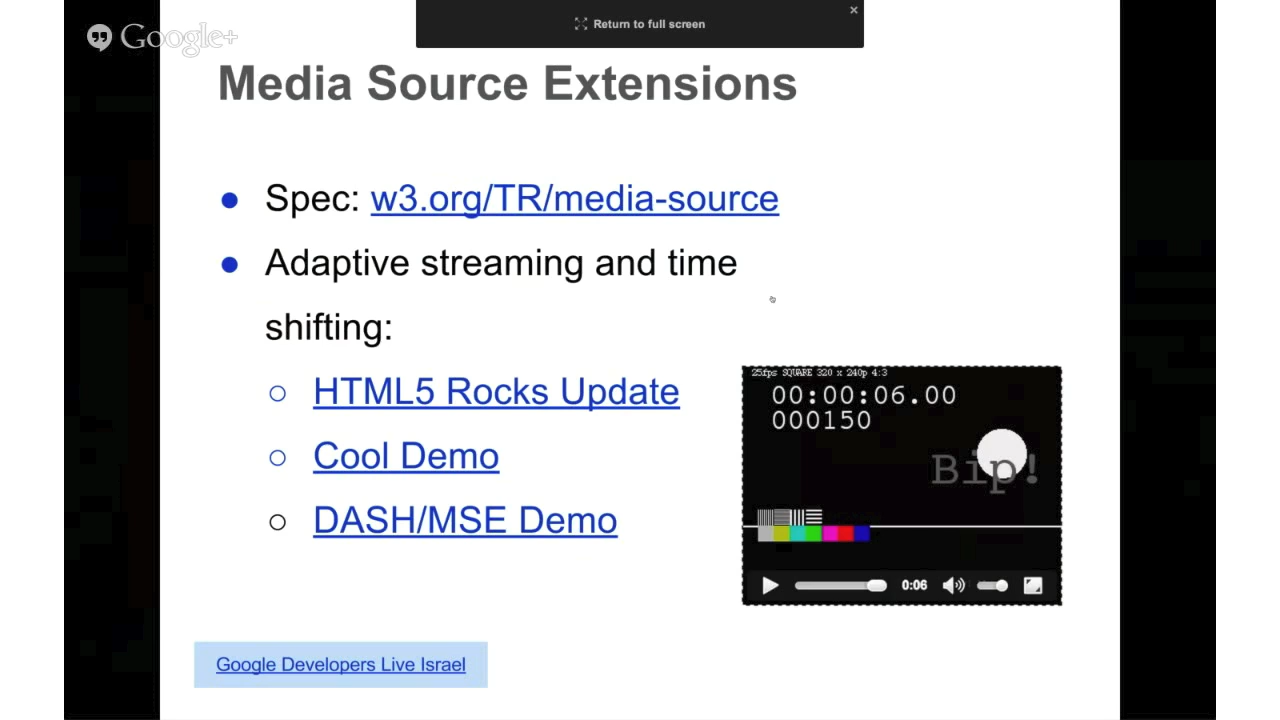 Google+
Return to full screen
Media Source Extensions
Spec: w3.org/TR/media-source
Adaptive streaming and time
shifting:
HTML5 Rocks Update
Cool Demo
DASH/MSE Demo
25fps SQUARE 320 x 240p 4:3
00:00:06.00
000150
Bip!
0:06
Google Developers Live Israel